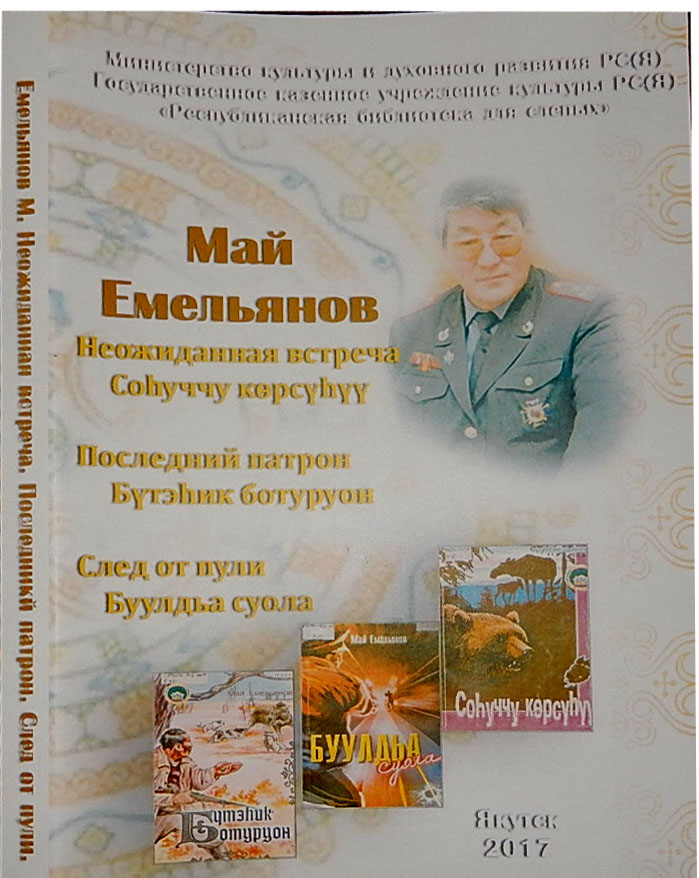 Министерство культуры и духовного развития РС(Я)
Государственное казенное учреждение культуры РС(Я)
«Республиканская библиотека для слепых»
Май
Емельянов
Неожиданная встреча
Соһуччу көрсүһүү
Последний патрон
Бүтэһик ботуруон
След от пули
Буулдьа суола
Соһуччу көрсүһүү
Май Емельянов
БУУЛДЬА
суола
Бүтэһик
Ботуруон
Якутск
2017
Емельянов М. Неожиданная встреча. Последний патрон. След от пули.